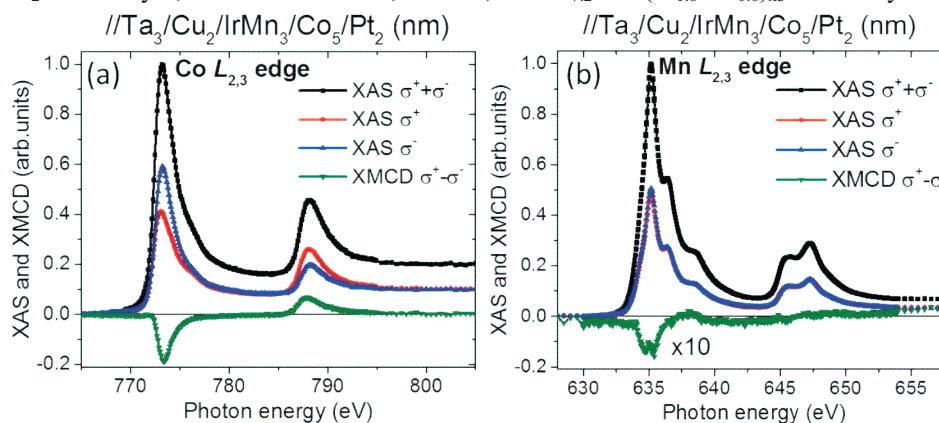 //Ta3/Cu2/IrMn3/Co5/Pt2 (nm)
(a)
Co L2,3 edge
XAS σ++σ-
XAS σ+
XAS σ-
XMCD σ+-σ-
XAS and XMCD (arb.units)
1.0
0.8
0.6
0.4
0.2
0.0
-0.2
770
780
790
800
Photon energy (eV)
//Ta3/Cu2/IrMn3/Co5/Pt2 (nm)
(b)
Mn L2,3 edge
XAS σ++σ-
XAS σ+
XAS σ-
XMCD σ+-σ
x10
XAS and XMCD (arb.units)
1.0
0.8
0.6
0.4
0.2
0.0
-0.2
630
635
640
645
650
655
Photon energy (eV)